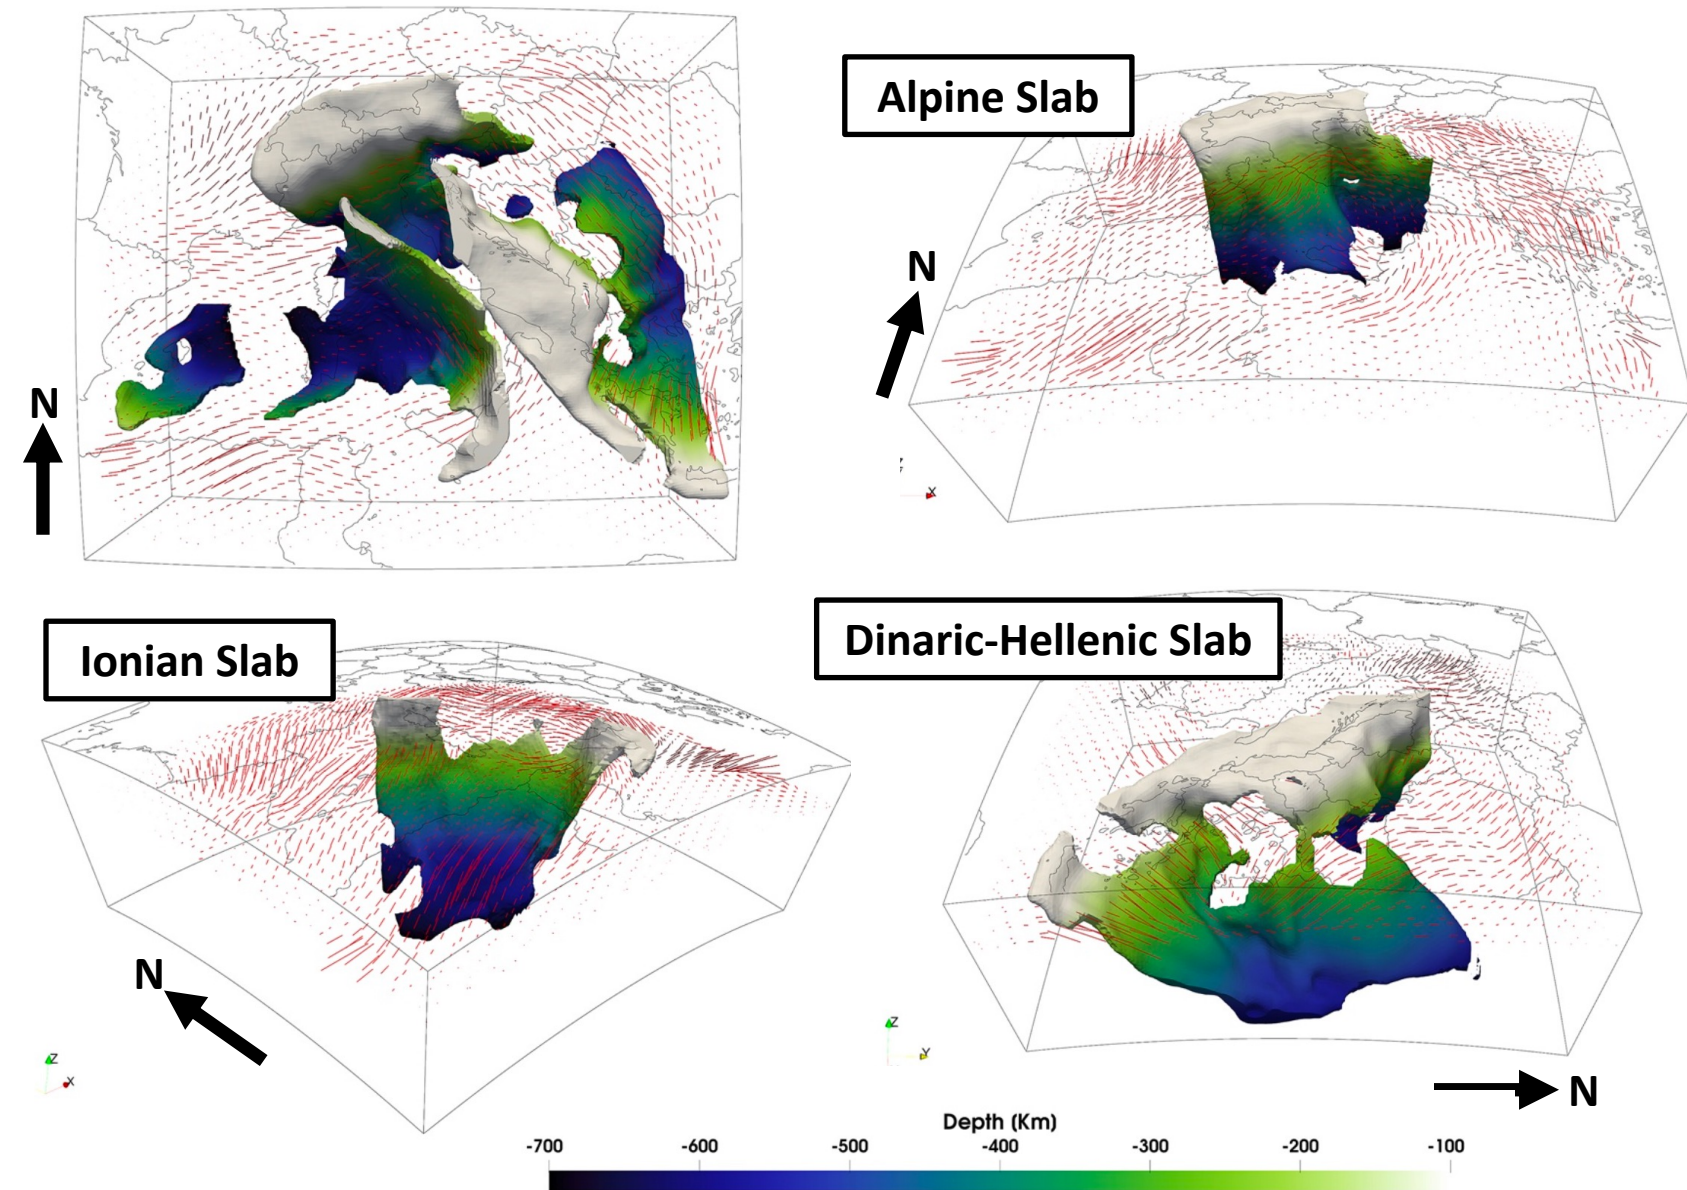 N
Alpine Slab
N
X
Ionian Slab
N
Z
X
Dinaric-Hellenic Slab
Z
Y
N
Depth (Km)
-700 -600 -500 -400 -300 -200 -100